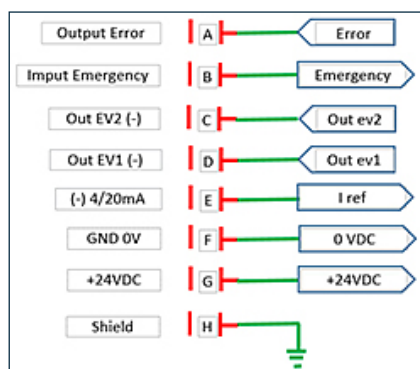 Output Error A Error
Imput Emergency B Emergency
Out EV2 (-) C Out ev2
Out EV1 (-) D Out ev1
(-) 4/20mA E I ref
GND 0V F 0 VDC
+24VDC G +24VDC
Shield H